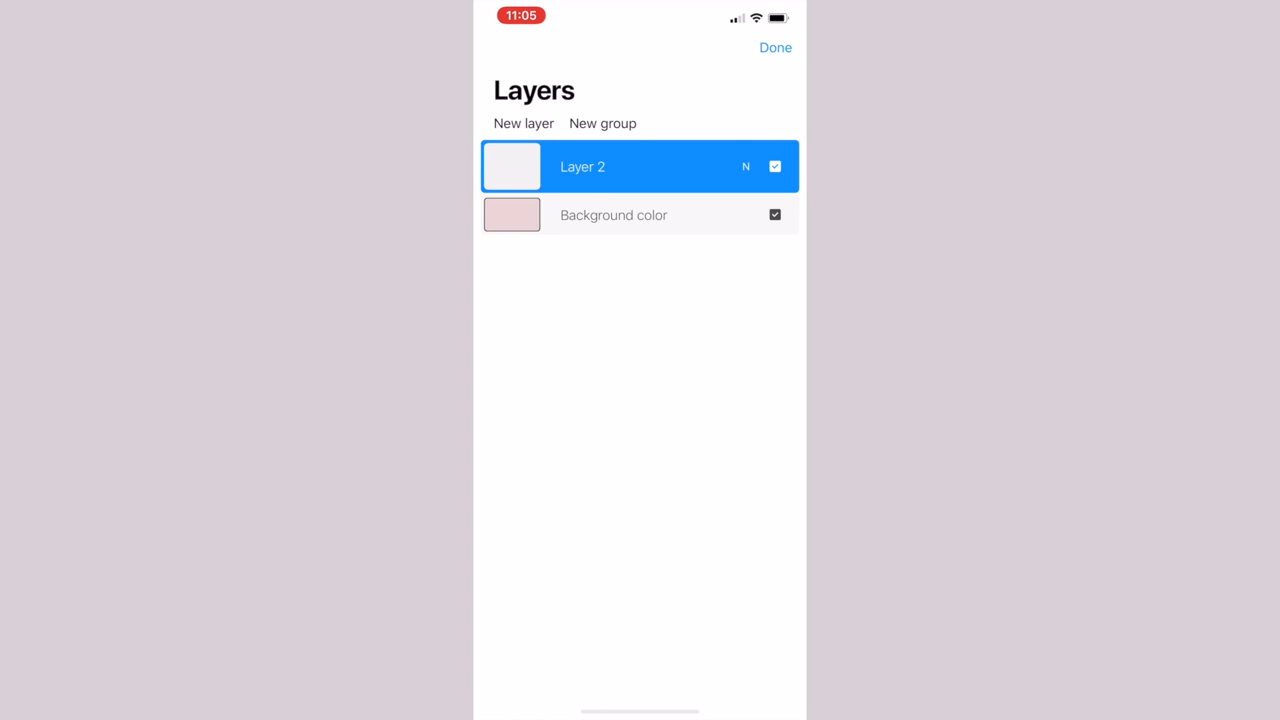 11:05
Done
Layers
New layer New group
Layer 2 N
Background color